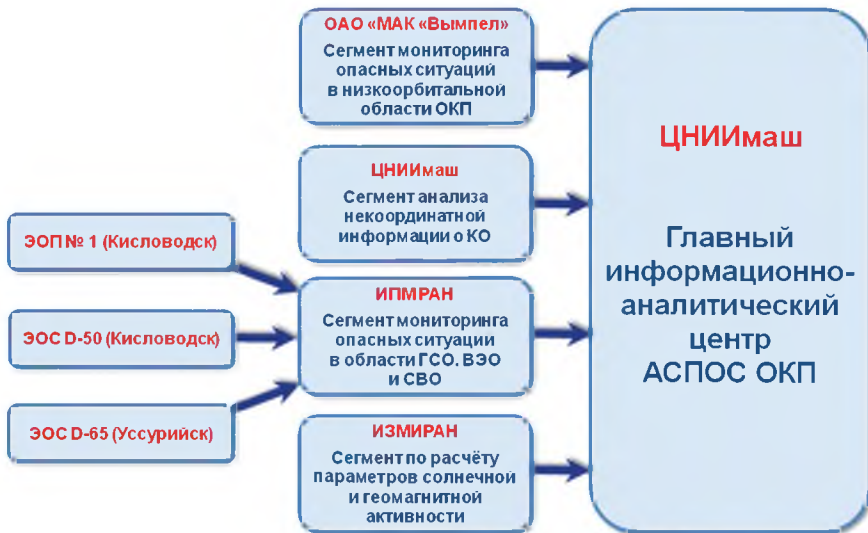 ОАО «МАК «Вымпел»
Сегмент мониторинга
опасных ситуаций
в низкоорбитальной
области ОКП
ЦНИИмаш
Сегмент анализа
некоординатной
информации о КО
ЭОП № 1 (Кисловодск)
ЭОС D-50 (Кисловодск)
ЭОС D-65 (Уссурийск)
ИПМРАН
Сегмент мониторинга
опасных ситуации
в области ГСО. ВЭО
и СВО
ИЗМИРАН
Сегмент по расчёту
параметров солнечной
и геомагнитной
активности
ЦНИИмаш
Главный
информационно-
аналитический
центр
АСПОС ОКП